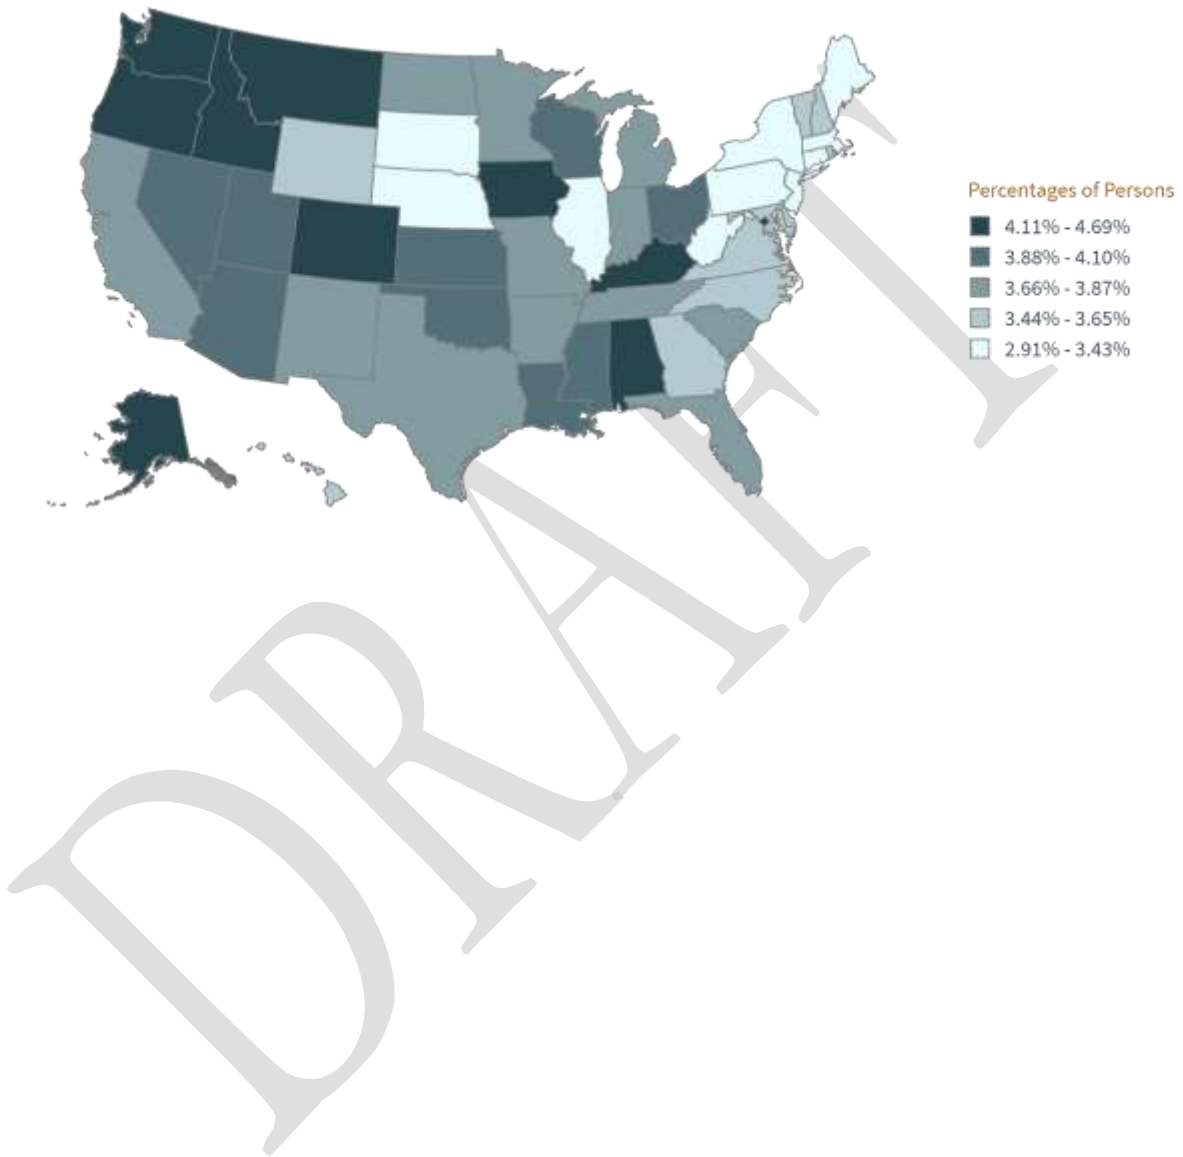 Percentages of Persons
4.11% - 4.69%
3.88% - 4.10%
3.66% - 3.87%
3.44% - 3.65%
2.91% - 3.43%
DRAFT